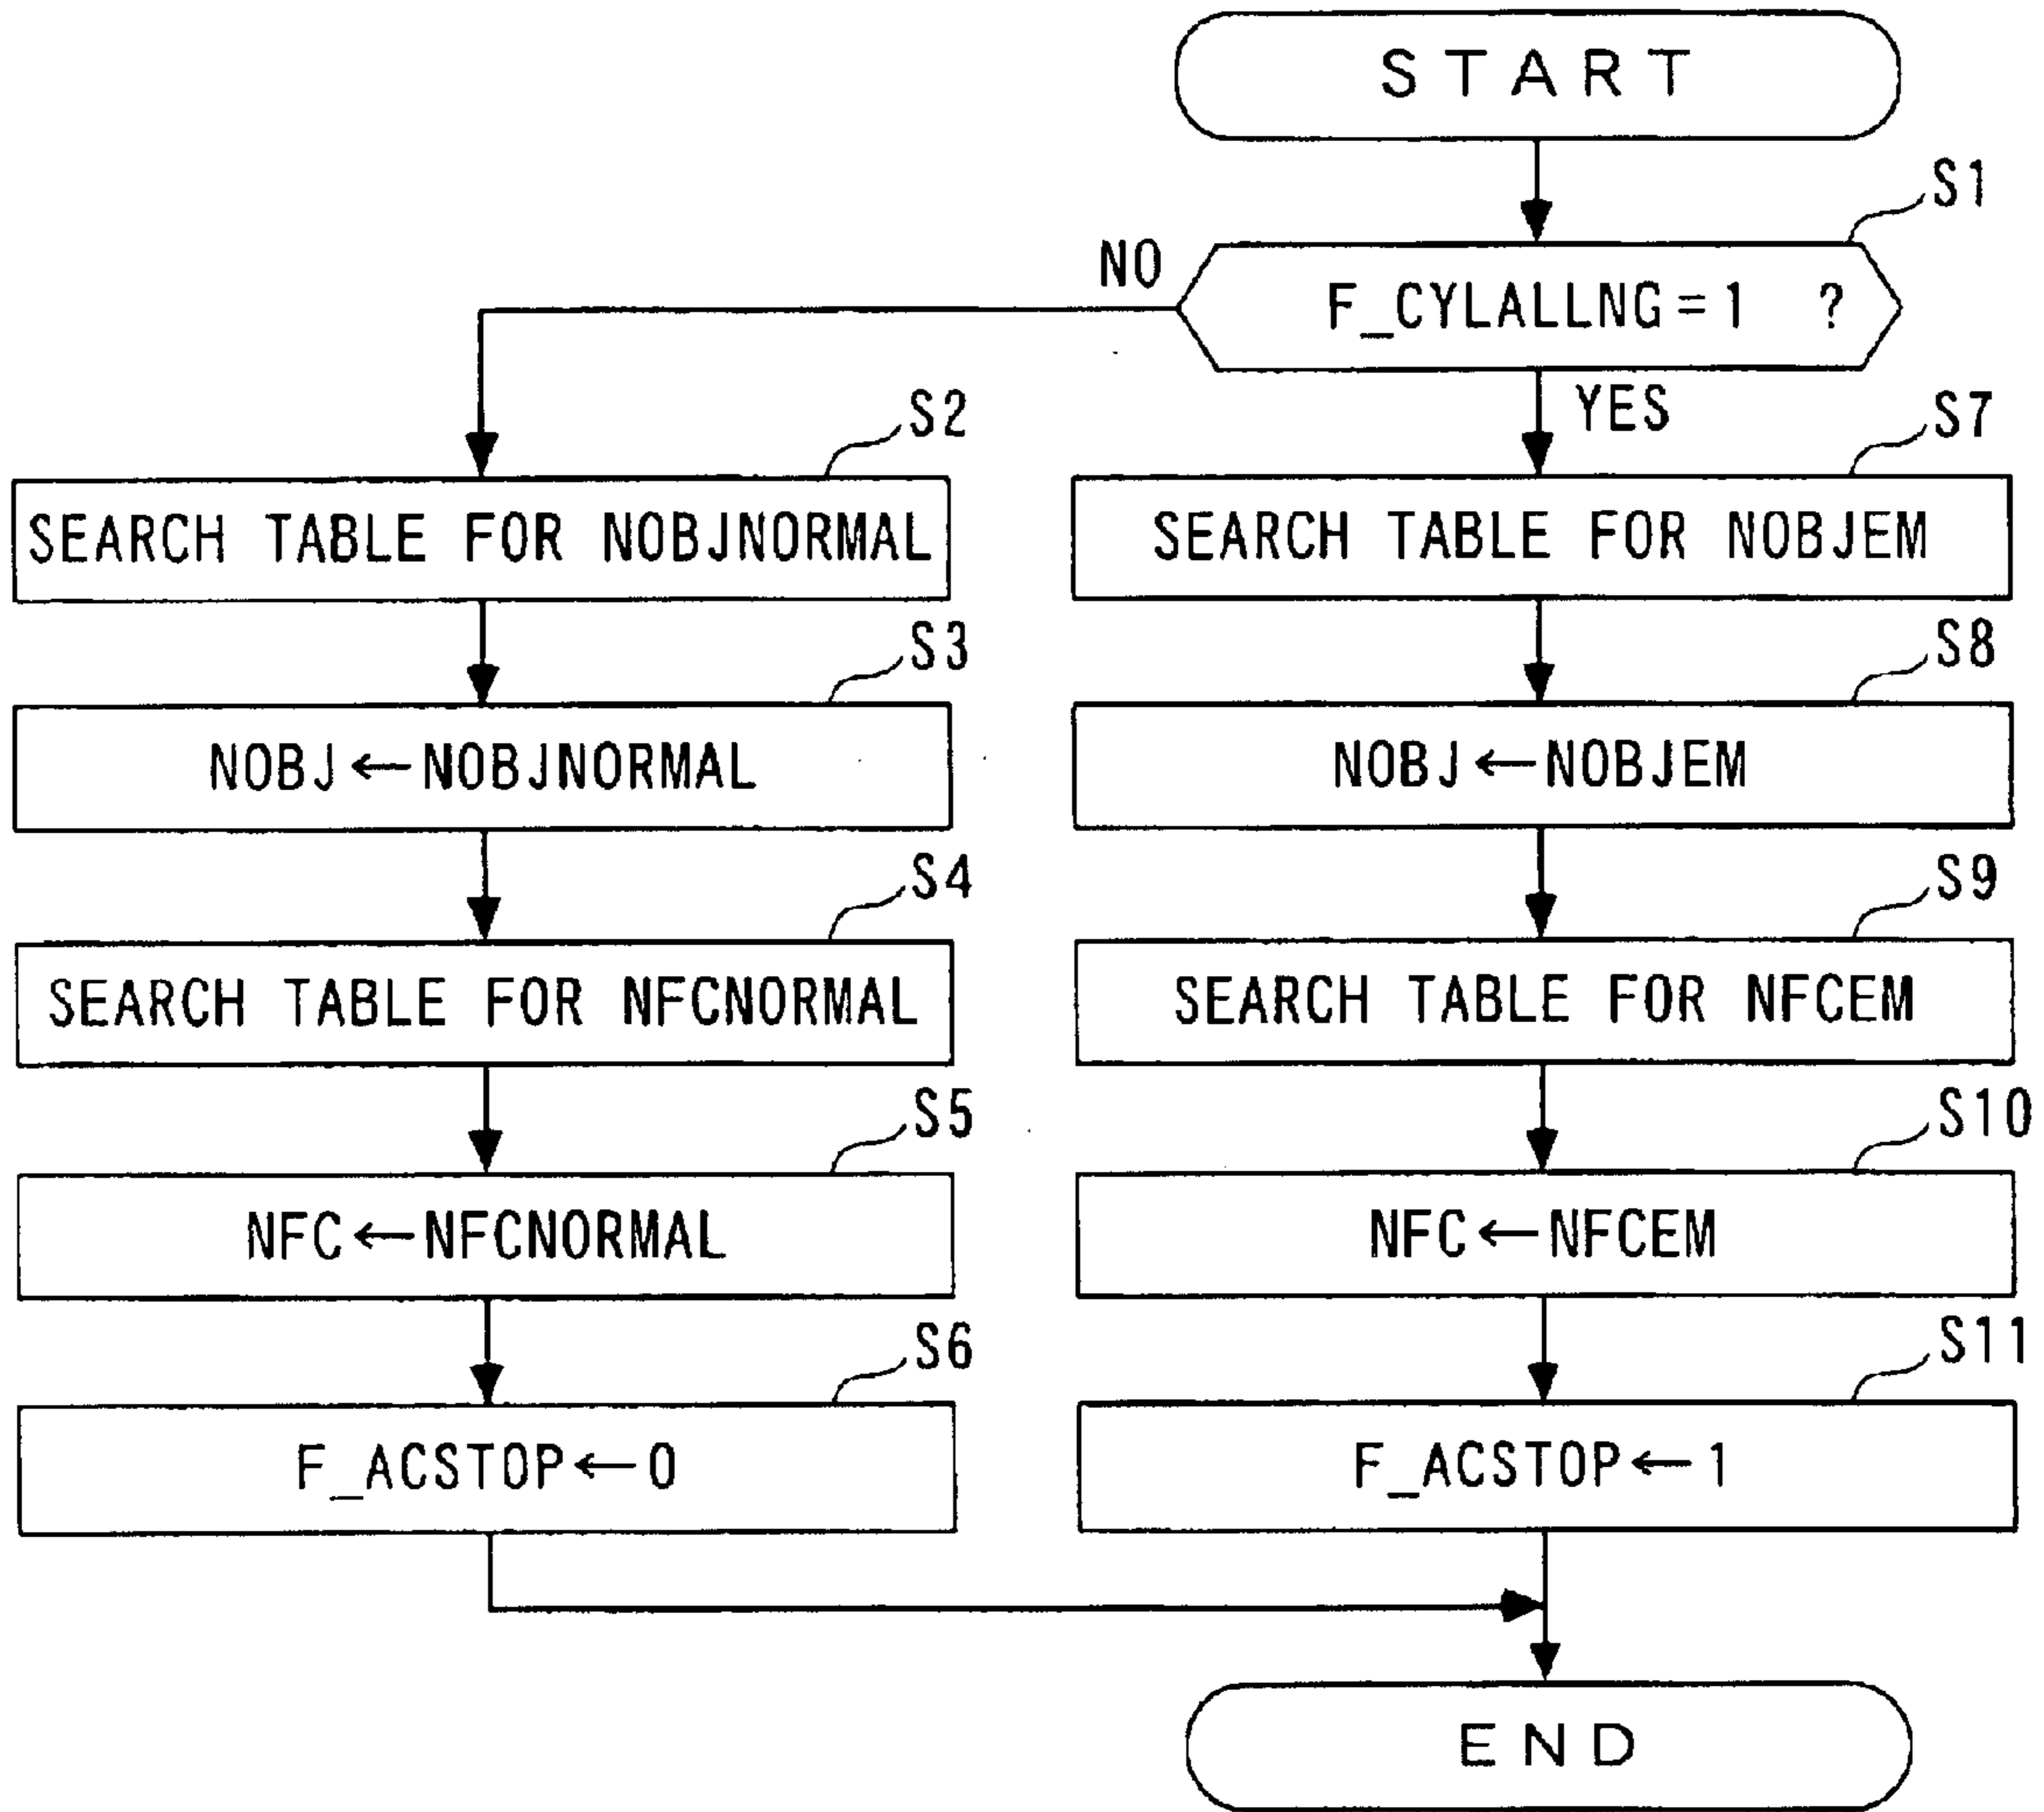 START
S1
NO
F_CYLALLNG=1 ?
YES
S2
SEARCH TABLE FOR NOBJNORMAL
S3
NOBJ←NOBJNORMAL
S4
SEARCH TABLE FOR NFCNORMAL
S5
NFC←NFCNORMAL
S6
F_ACSTOP←0
S7
SEARCH TABLE FOR NOBJEM
S8
NOBJ←NOBJEM
S9
SEARCH TABLE FOR NFCEM
S10
NFC←NFCEM
S11
F_ACSTOP←1
END